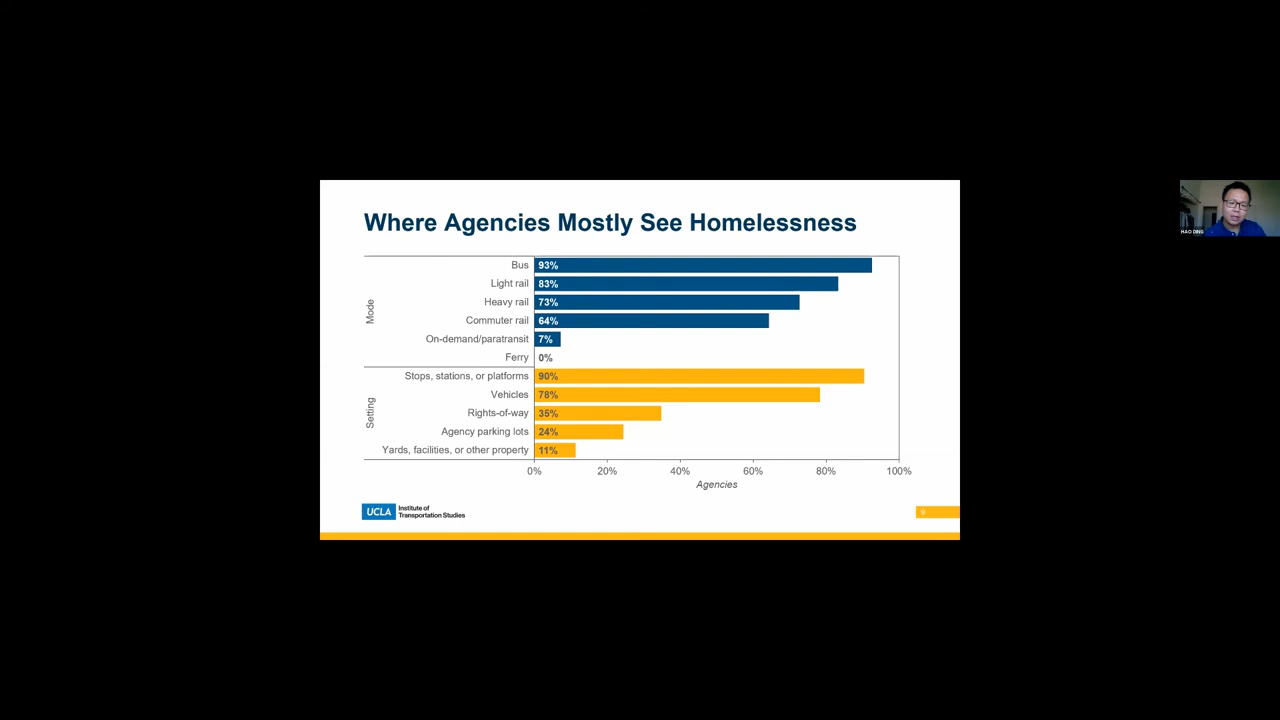 Where Agencies Mostly See Homelessness
Mode
Bus 93%
Light rail 83%
Heavy rail 73%
Commuter rail 64%
On-demand/paratransit 7%
Ferry 0%
Setting
Stops, stations, or platforms 90%
Vehicles 78%
Rights-of-way 35%
Agency parking lots 24%
Yards, facilities, or other property 11%
0% 20% 40% 60% 80% 100%
Agencies
UCLA Institute of
Transportation Studies
HAO DING